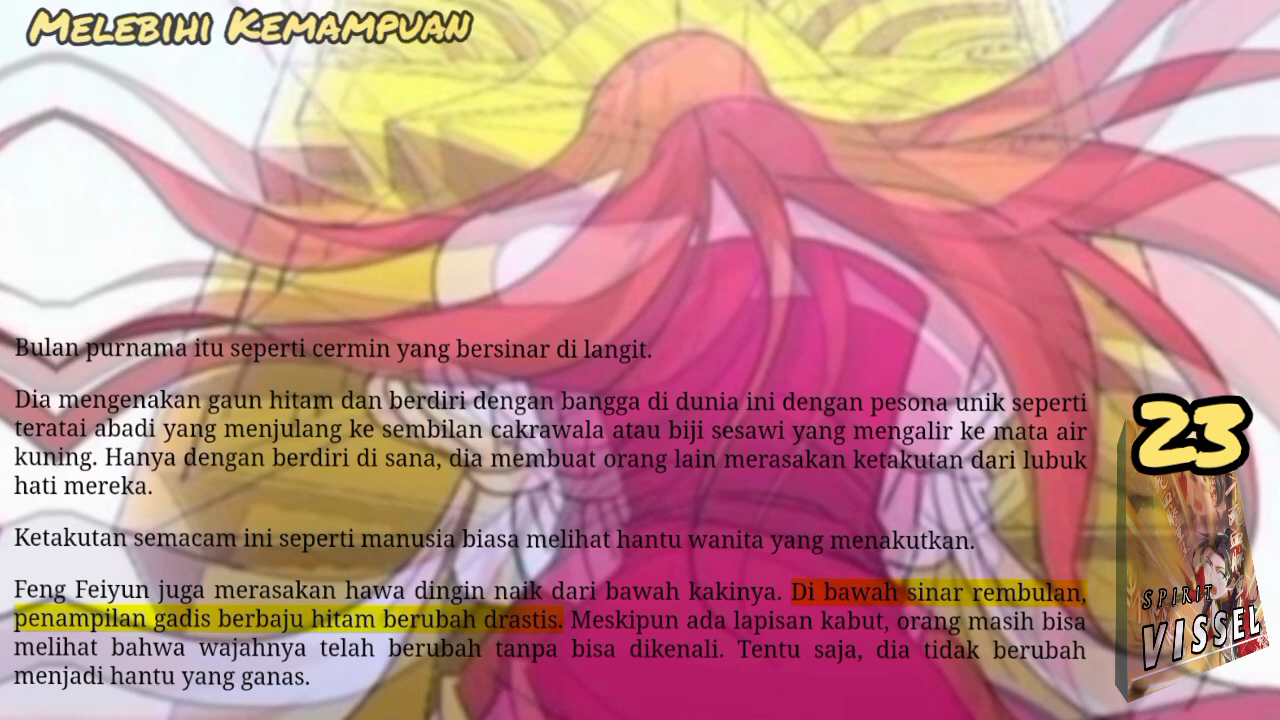 Melebihi Kemampuan
Bulan purnama itu seperti cermin yang bersinar di langit.
Dia mengenakan gaun hitam dan berdiri dengan bangga di dunia ini dengan pesona unik seperti
teratai abadi yang menjulang ke sembilan cakrawala atau biji sesawi yang mengalir ke mata air
kuning. Hanya dengan berdiri di sana, dia membuat orang lain merasakan ketakutan dari lubuk
hati mereka.
Ketakutan semacam ini seperti manusia biasa melihat hantu wanita yang menakutkan.
Feng Feiyun juga merasakan hawa dingin naik dari bawah kakinya. Di bawah sinar rembulan,
penampilan gadis berbaju hitam berubah drastis. Meskipun ada lapisan kabut, orang masih bisa
melihat bahwa wajahnya telah berubah tanpa bisa dikenali. Tentu saja, dia tidak berubah
menjadi hantu yang ganas.
23
SPIRIT
VISSEL